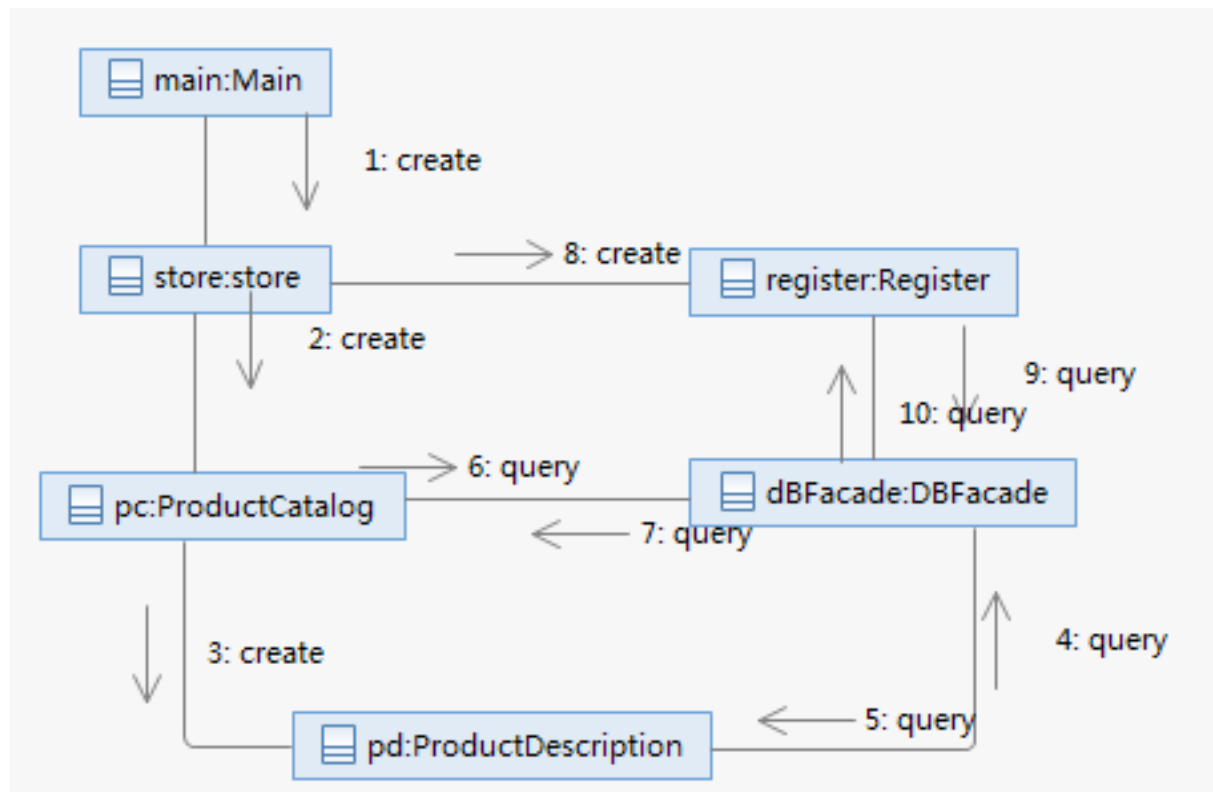 main:Main
1: create
store:store
8: create
register:Register
2: create
9: query
10: query
6: query
pc:ProductCatalog
dBFacade:DBFacade
7: query
3: create
4: query
5: query
pd:ProductDescription